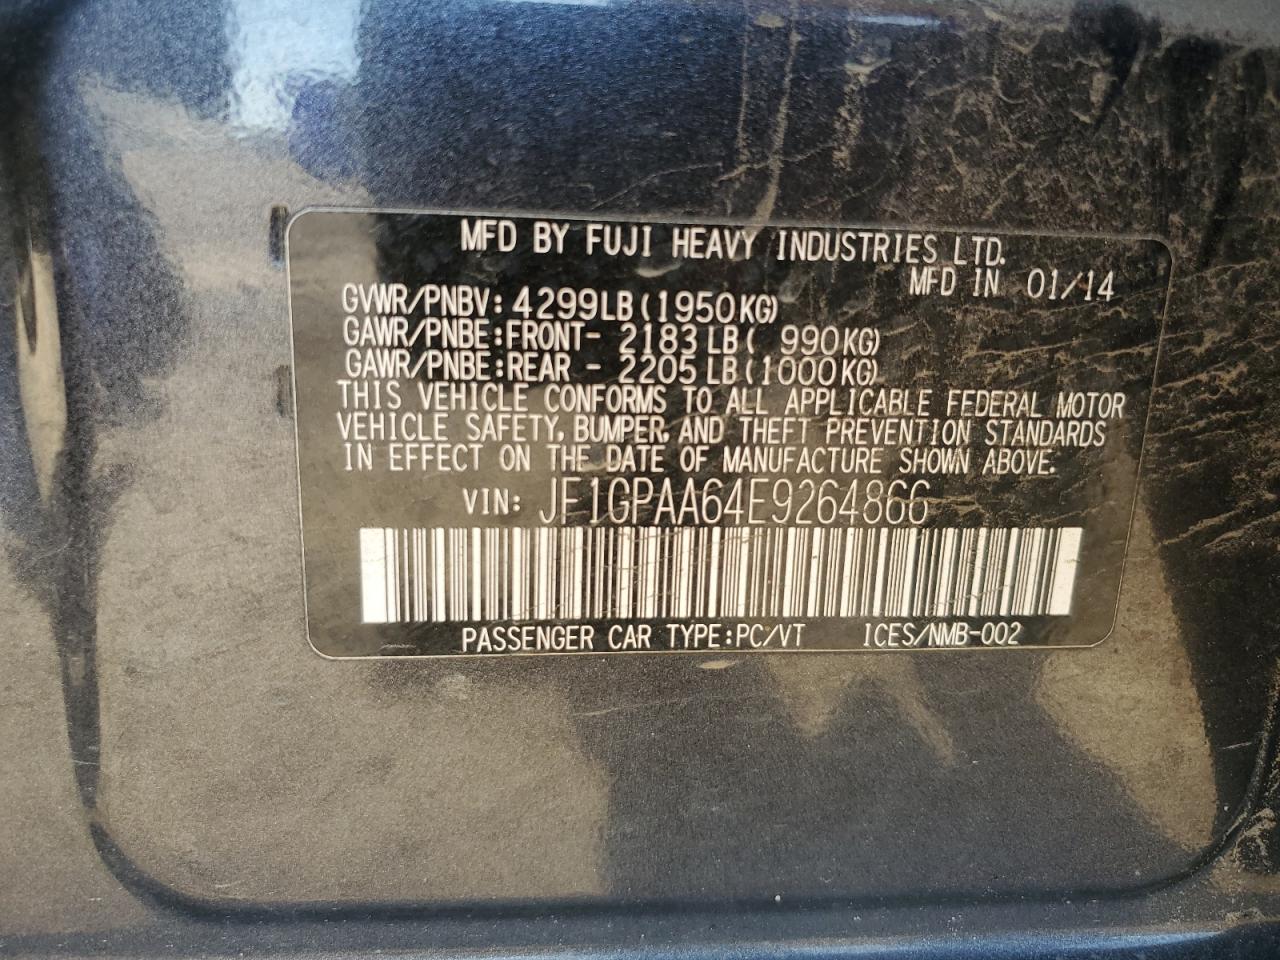 MFD BY FUJI HEAVY INDUSTRIES LTD.
MFD IN 01/14
GVWR/PNBV: 4299LB (1950KG)
GAWR/PNBE:FRONT- 2183 LB ( 990KG)
GAWR/PNBE:REAR - 2205 LB (1000KG)
THIS VEHICLE CONFORMS TO ALL APPLICABLE FEDERAL MOTOR
VEHICLE SAFETY, BUMPER, AND THEFT PREVENTION STANDARDS
IN EFFECT ON THE DATE OF MANUFACTURE SHOWN ABOVE.
VIN: JF1GPAA64E9264866
PASSENGER CAR TYPE:PC/VT ICES/NMB-002